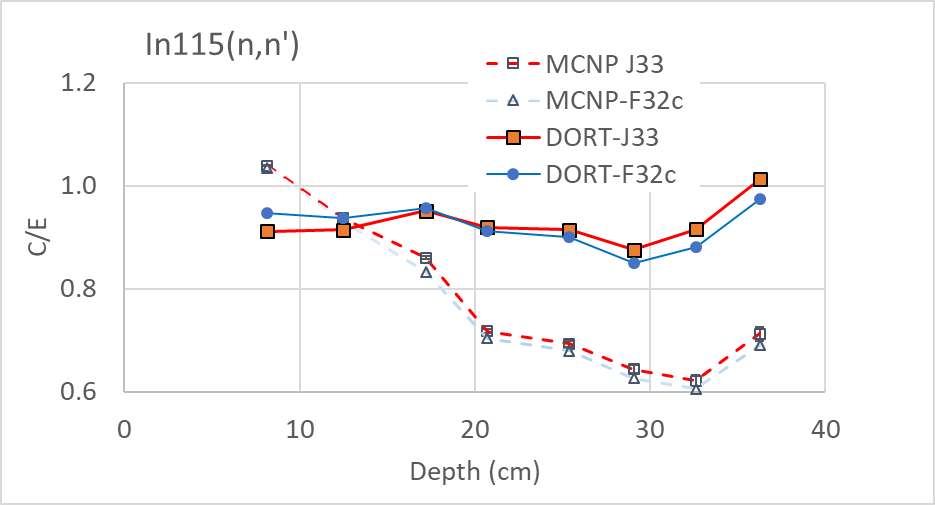 In115(n,n')
MCNP J33
MCNP-F32c
DORT-J33
DORT-F32c
1.2
1.0
0.8
0.6
C/E
0
10
20
30
40
Depth (cm)